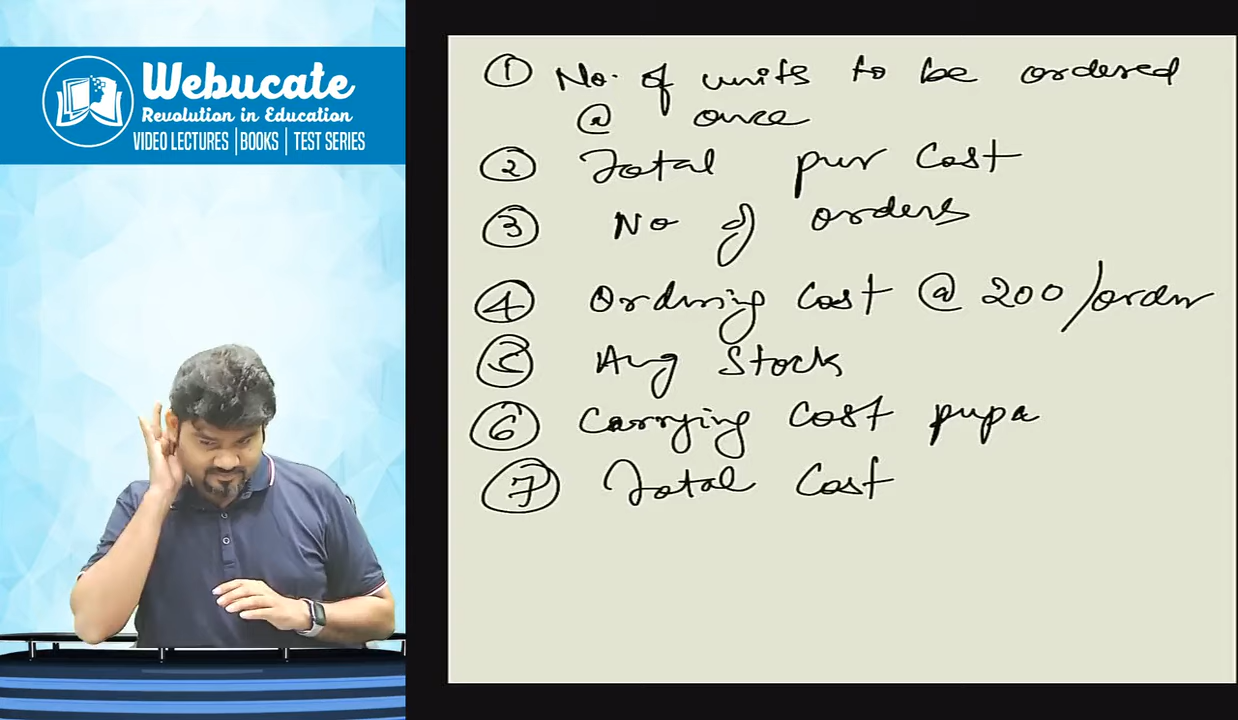 Webucate
Revolution in Education
VIDEO LECTURES | BOOKS | TEST SERIES
① No. of units to be ordered
@ once
② Total pur Cost
③ No of orders
④ Ordering Cost @ 200/order
⑤ Avg Stock
⑥ Carrying Cost pupa
⑦ Total Cost